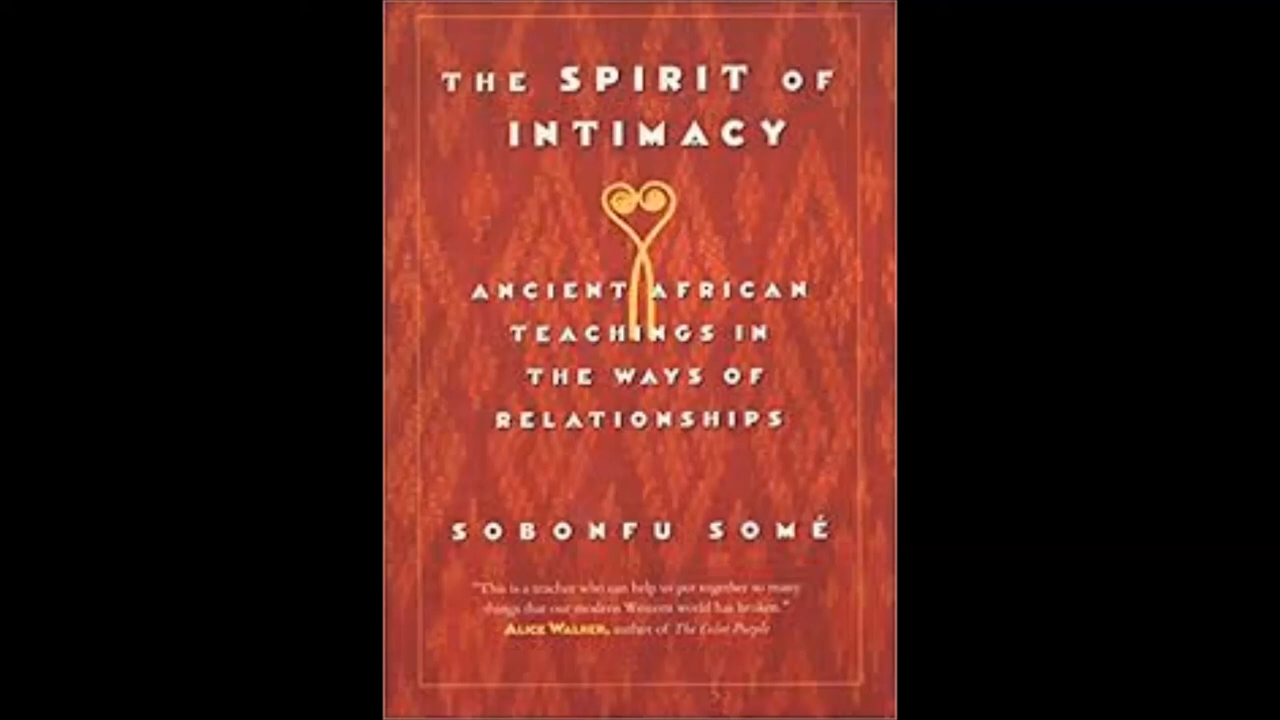 THE SPIRIT OF
INTIMACY
ANCIENT AFRICAN
TEACHINGS IN
THE WAYS OF
RELATIONSHIPS
SOBONFU SOMÉ
"This is a teacher who can help us put together so many
things that our modern Western world has broken."
ALICE WALKER, author of The Color Purple